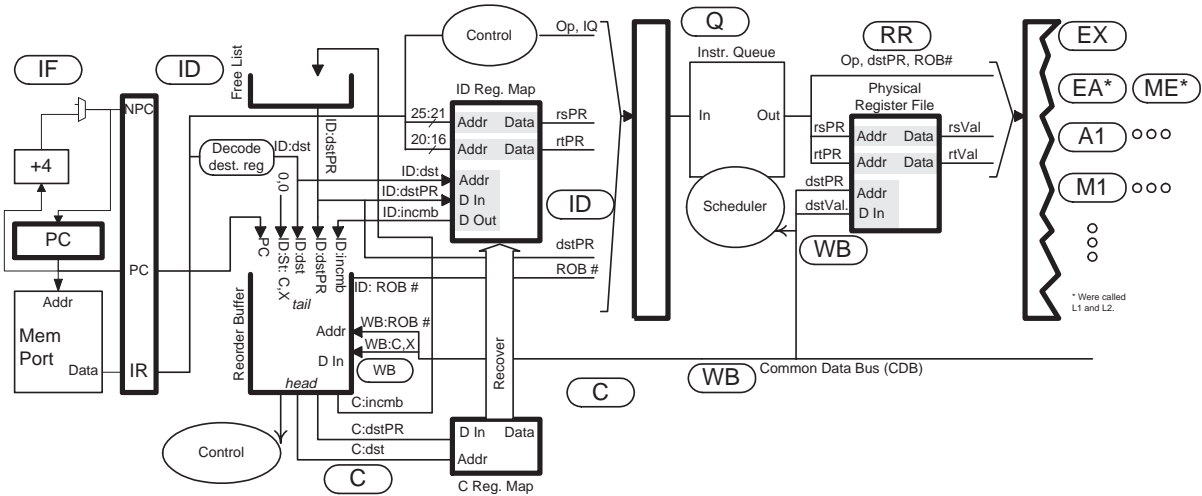 IF
ID
Free List
Control
Op, IQ
Q
Instr. Queue
In
Out
Scheduler
RR
Op, dstPR, ROB#
Physical
Register File
rsPR
Addr
Data
rsVal
rtPR
Addr
Data
rtVal
dstPR
Addr
dstVal.
D In
WB
EX
EA*
ME*
A1
M1
* Were called
L1 and L2.
NPC
+4
PC
PC
Addr
Mem
Port
Data
IR
Decode
dest. reg
ID:dst
ID:dstPR
0,0
25:21
20:16
ID Reg. Map
Addr
Data
rsPR
Addr
Data
rtPR
ID:dst
Addr
ID:dstPR
D In
ID:incmb
D Out
ID
dstPR
ROB #
PC
ID:St: C,X
ID:dst
ID:dstPR
ID:incmb
tail
ID: ROB #
Reorder Buffer
Addr
WB:ROB #
D In
WB:C,X
WB
head
Recover
WB
Common Data Bus (CDB)
C
C:incmb
C:dstPR
C:dst
Control
C
D In
Data
Addr
C Reg. Map